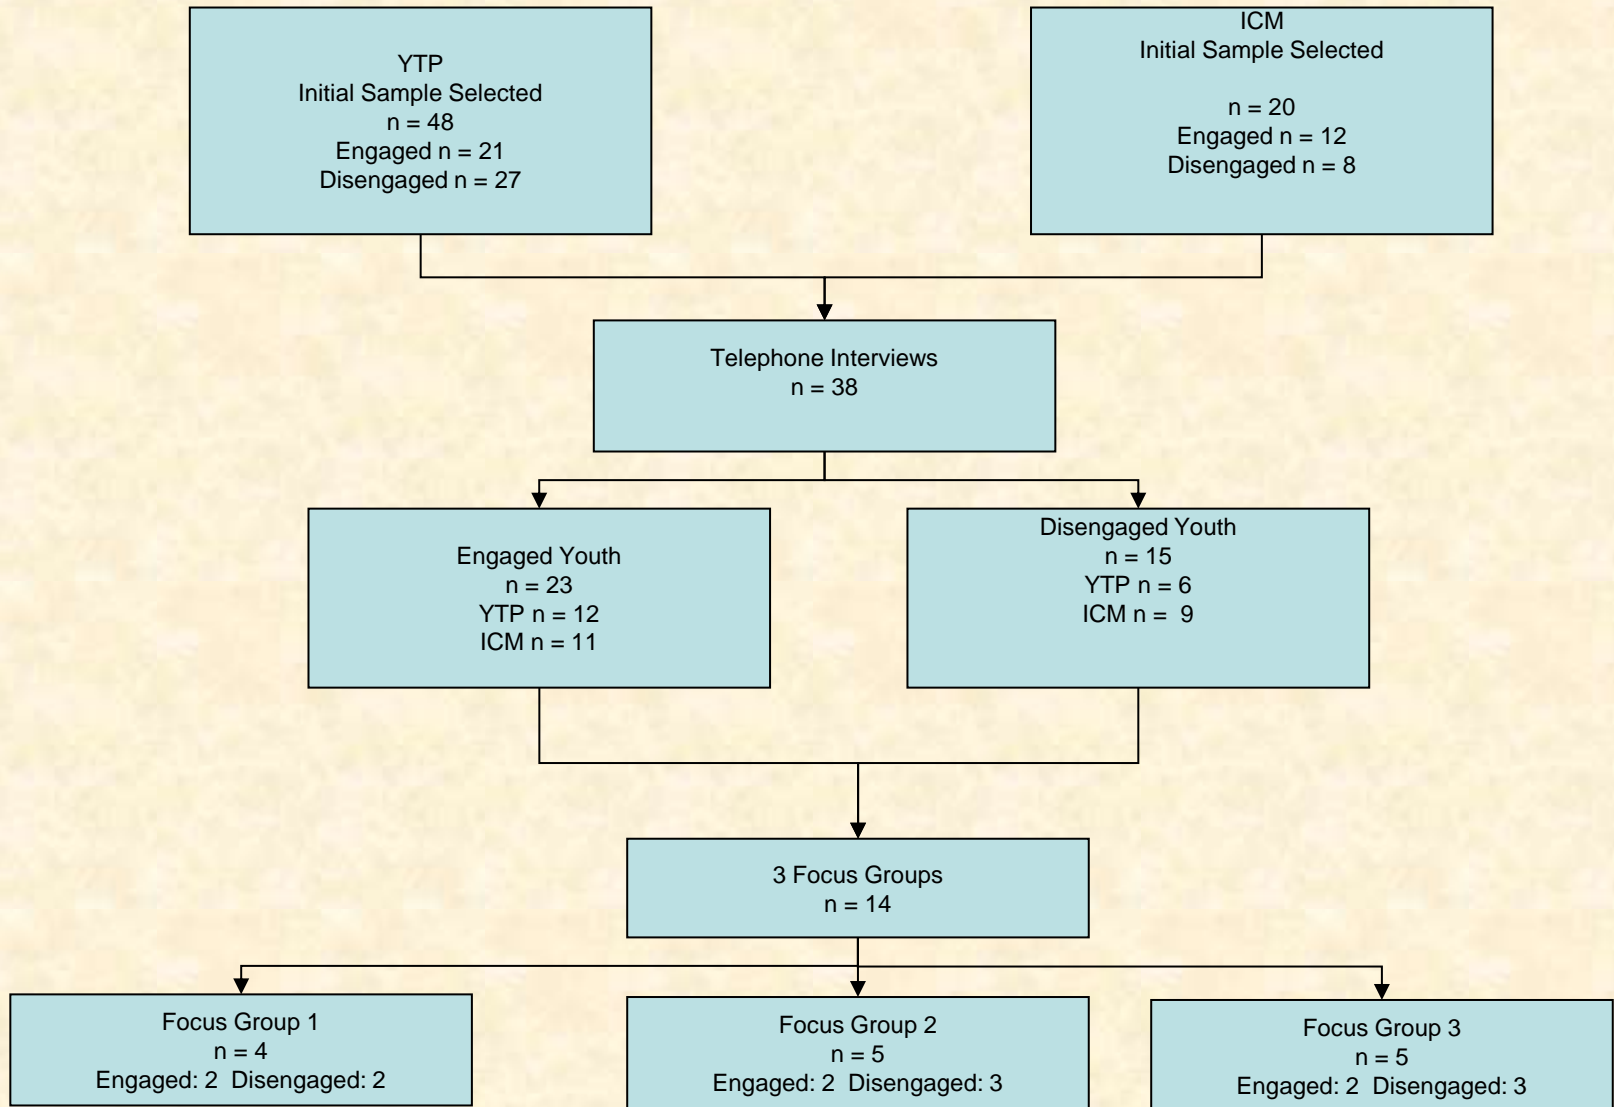 YTP
Initial Sample Selected
n = 48
Engaged n = 21
Disengaged n = 27
ICM
Initial Sample Selected
n = 20
Engaged n = 12
Disengaged n = 8
Telephone Interviews
n = 38
Engaged Youth
n = 23
YTP n = 12
ICM n = 11
Disengaged Youth
n = 15
YTP n = 6
ICM n =  9
3 Focus Groups
n = 14
Focus Group 1
n = 4
Engaged: 2  Disengaged: 2
Focus Group 2
n = 5
Engaged: 2  Disengaged: 3
Focus Group 3
n = 5
Engaged: 2  Disengaged: 3